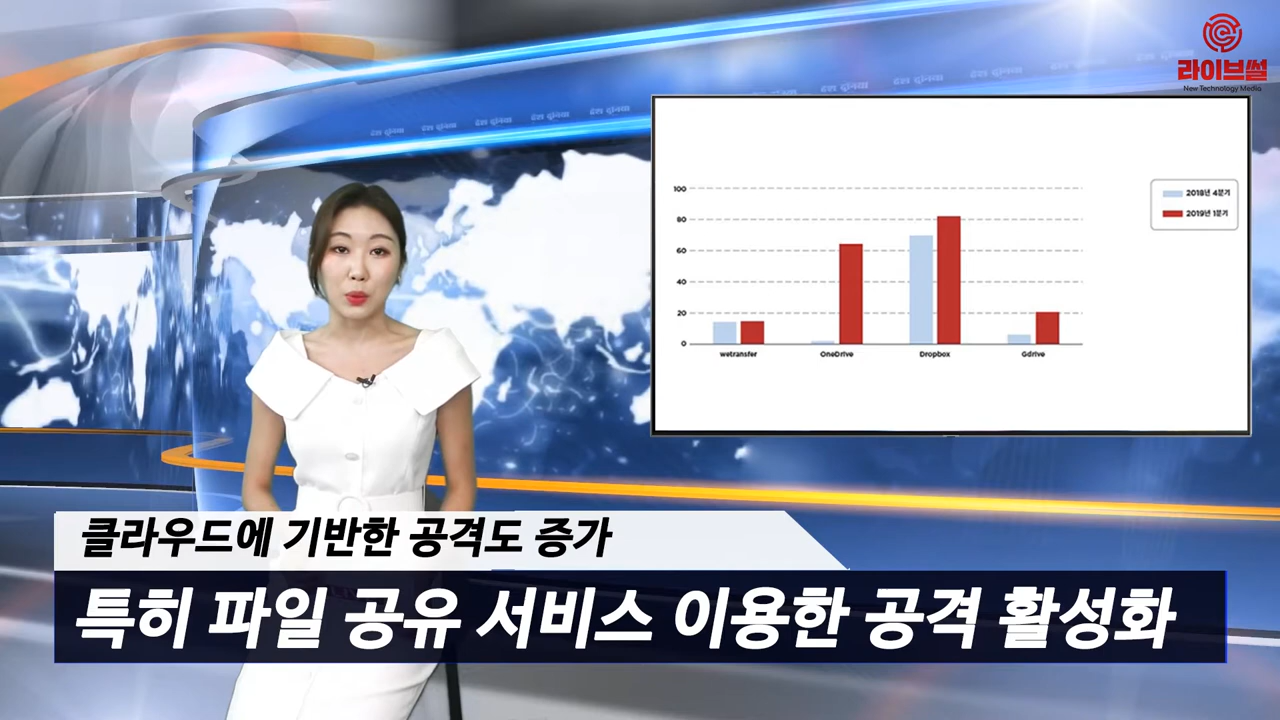 라이브썰
New Technology Media
देश दुनिया देश दुनिया देश दुनिया देश दुनिया देश दुनिया देश दुनिया देश दुनिया देश दुनिया
100
80
60
40
20
0
wetransfer OneDrive Dropbox Gdrive
2018년 4분기
2019년 1분기
클라우드에 기반한 공격도 증가
특히 파일 공유 서비스 이용한 공격 활성화